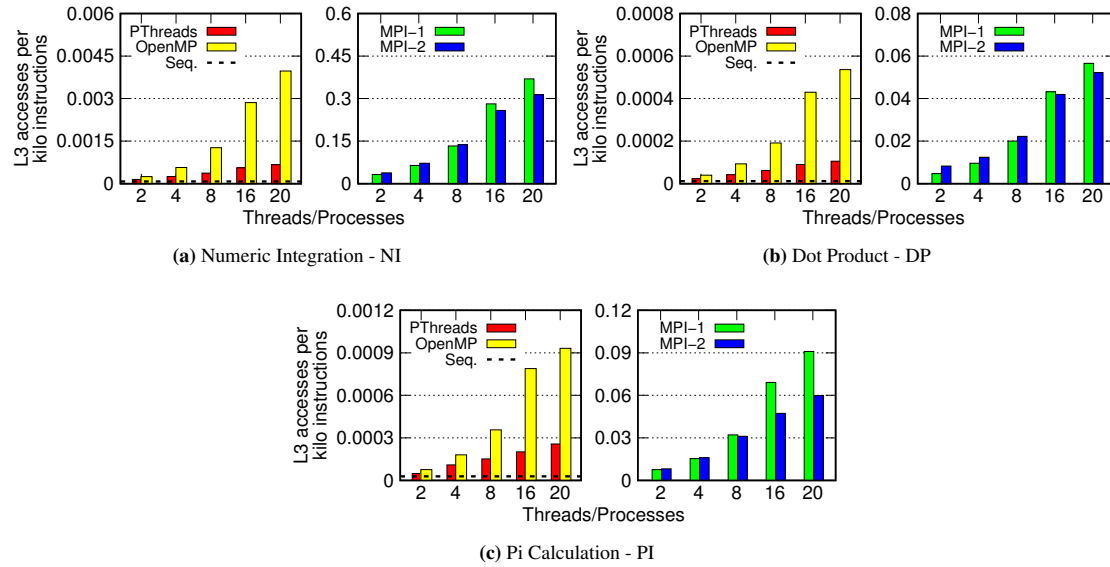 L3 accesses per
kilo instructions
0.006
0.0045
0.003
0.0015
0
PThreads
OpenMP
Seq.
2 4 8 16 20
0.6
0.45
0.3
0.15
0
MPI-1
MPI-2
2 4 8 16 20
Threads/Processes
(a) Numeric Integration - NI
L3 accesses per
kilo instructions
0.0008
0.0006
0.0004
0.0002
0
PThreads
OpenMP
Seq.
2 4 8 16 20
0.08
0.06
0.04
0.02
0
MPI-1
MPI-2
2 4 8 16 20
Threads/Processes
(b) Dot Product - DP
L3 accesses per
kilo instructions
0.0012
0.0009
0.0006
0.0003
0
PThreads
OpenMP
Seq.
2 4 8 16 20
0.12
0.09
0.06
0.03
0
MPI-1
MPI-2
2 4 8 16 20
Threads/Processes
(c) Pi Calculation - PI